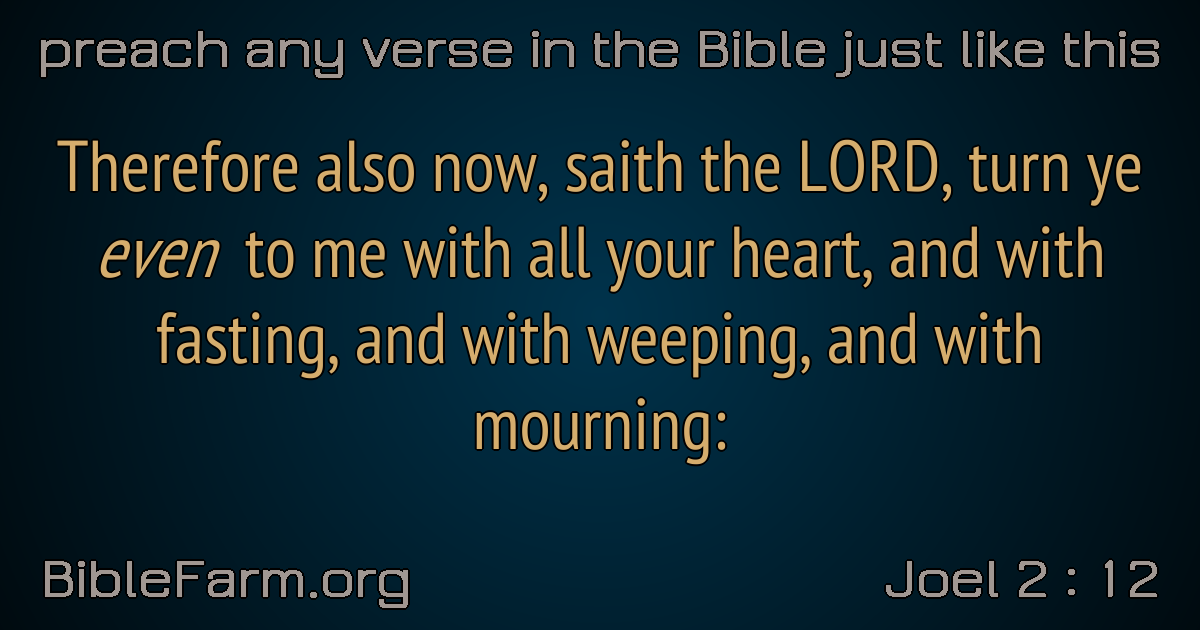 preach any verse in the Bible just like this
Therefore also now, saith the LORD, turn ye
even to me with all your heart, and with
fasting, and with weeping, and with
mourning:
BibleFarm.org
Joel 2 : 12